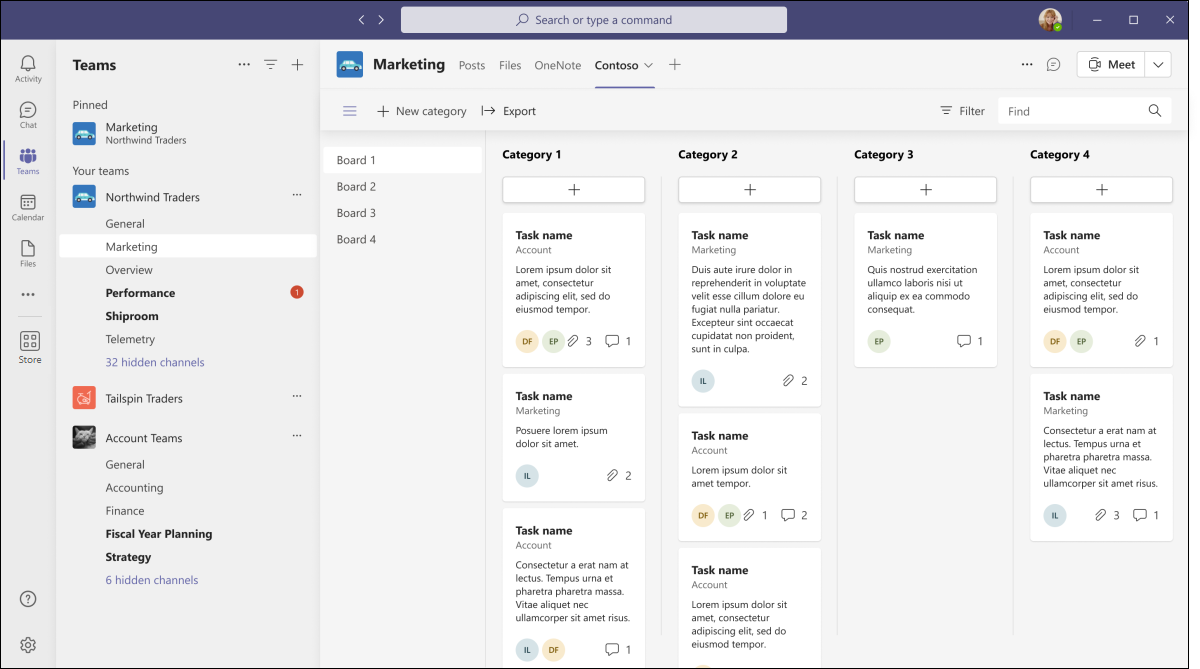 Search or type a command
Activity
Chat
Teams
Calendar
Files
Store
Teams
Pinned
Marketing
Northwind Traders
Your teams
Northwind Traders
General
Marketing
Overview
Performance
1
Shiproom
Telemetry
32 hidden channels
Tailspin Traders
Account Teams
General
Accounting
Finance
Fiscal Year Planning
Strategy
6 hidden channels
Marketing Posts Files OneNote Contoso
Meet
New category Export
Filter Find
Board 1
Board 2
Board 3
Board 4
Category 1
Task name
Account
Lorem ipsum dolor sit
amet, consectetur
adipiscing elit, sed do
eiusmod tempor.
DF EP 3 1
Task name
Marketing
Posuere lorem ipsum
dolor sit amet.
IL 2
Task name
Account
Consectetur a erat nam at
lectus. Tempus urna et
pharetra pharetra massa.
Vitae aliquet nec
ullamcorper sit amet risus.
IL DF 1
Category 2
Task name
Marketing
Duis aute irure dolor in
reprehenderit in voluptate
velit esse cillum dolore eu
fugiat nulla pariatur.
Excepteur sint occaecat
cupidatat non proident,
sunt in culpa.
IL 2
Task name
Account
Lorem ipsum dolor sit
amet tempor.
DF EP 1 2
Task name
Account
Lorem ipsum dolor sit
amet, consectetur
adipiscing elit, sed do
eiusmod tempor.
Category 3
Task name
Marketing
Quis nostrud exercitation
ullamco laboris nisi ut
aliquip ex ea commodo
consequat.
EP 1
Category 4
Task name
Account
Lorem ipsum dolor sit
amet, consectetur
adipiscing elit, sed do
eiusmod tempor.
DF EP 1
Task name
Marketing
Consectetur a erat nam at
lectus. Tempus urna et
pharetra pharetra massa.
Vitae aliquet nec
ullamcorper sit amet risus.
IL 3 1